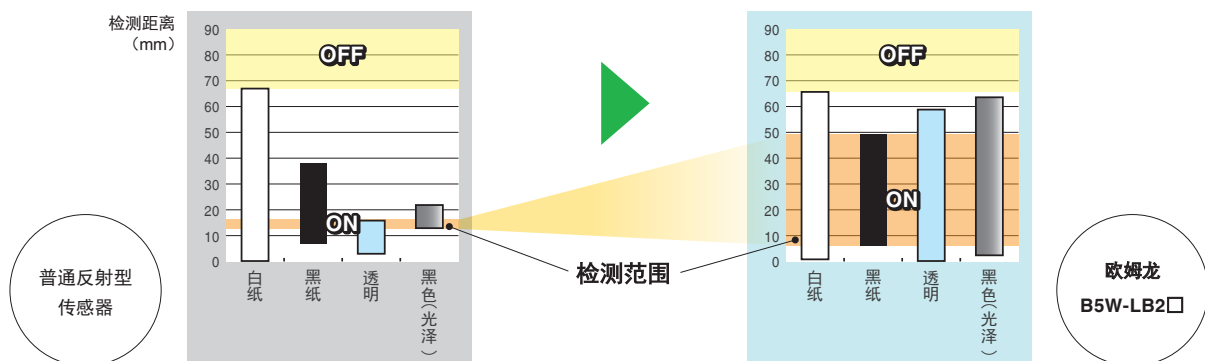 检测距离
（mm）
90
80
70
60
50
40
30
20
10
0
OFF
ON
白纸
黑纸
透明
黑色（光泽）
普通反射型
传感器
检测范围
90
80
70
60
50
40
30
20
10
0
OFF
ON
白纸
黑纸
透明
黑色（光泽）
欧姆龙
B5W-LB2□